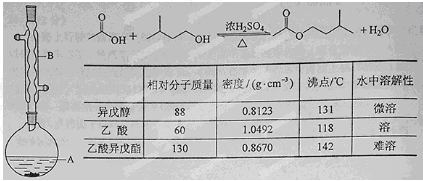 B
A
OH + OH 浓H₂SO₄ △ O O +H₂O
相对分子质量 密度/(g·cm⁻³) 沸点/℃ 水中溶解性
异戊醇 88 0.8123 131 微溶
乙酸 60 1.0492 118 溶
乙酸异戊酯 130 0.8670 142 难溶